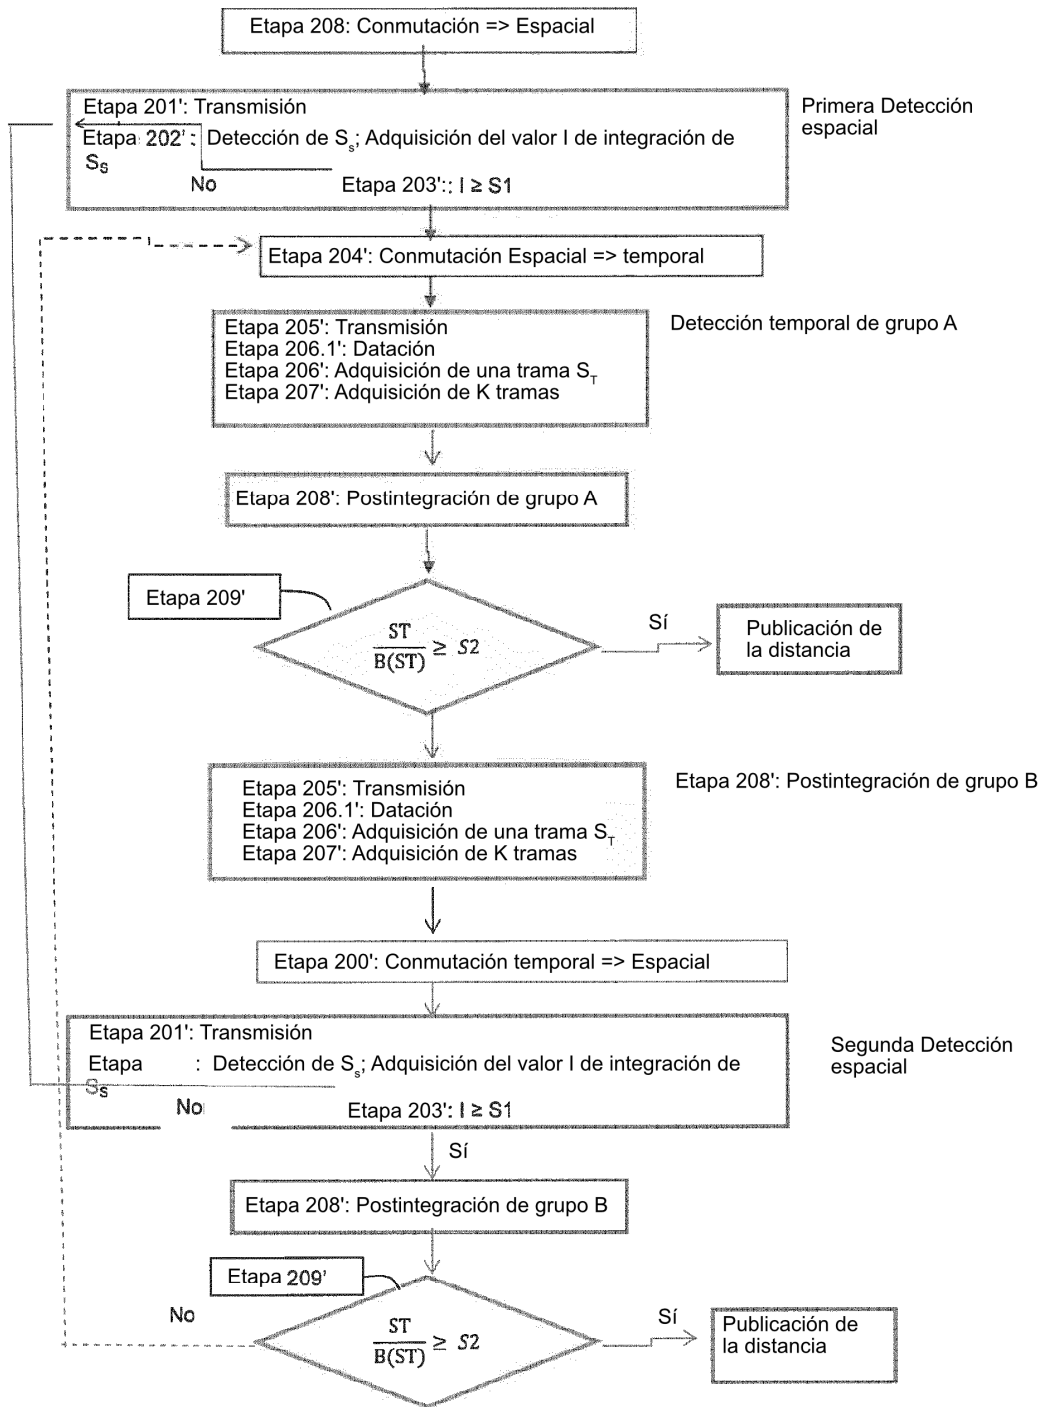 Etapa 208: Conmutación => Espacial
Etapa 201': Transmisión
Primera Detección
espacial
Etapa 202' : Detección de Ss; Adquisición del valor I de integración de
Ss
No
Etapa 203':: I ≥ S1
Etapa 204': Conmutación Espacial => temporal
Etapa 205': Transmisión
Etapa 206.1': Datación
Etapa 206': Adquisición de una trama ST
Etapa 207': Adquisición de K tramas
Detección temporal de grupo A
Etapa 208': Postintegración de grupo A
Etapa 209'
ST
B(ST) ≥ S2
Sí
Publicación de
la distancia
Etapa 205': Transmisión
Etapa 206.1': Datación
Etapa 206': Adquisición de una trama ST
Etapa 207': Adquisición de K tramas
Etapa 208': Postintegración de grupo B
Etapa 200': Conmutación temporal => Espacial
Etapa 201': Transmisión
Etapa : Detección de Ss; Adquisición del valor I de integración de
Ss
No
Etapa 203': I ≥ S1
Segunda Detección
espacial
Sí
Etapa 208': Postintegración de grupo B
Etapa 209'
No
ST
B(ST) ≥ S2
Sí
Publicación de
la distancia